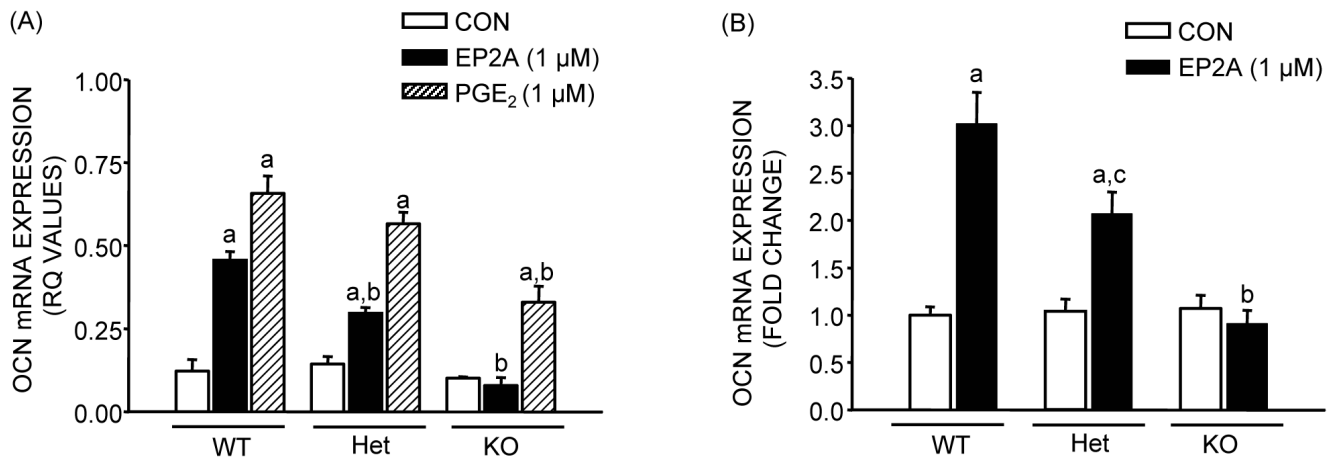 (A)
CON
EP2A (1 µM)
PGE₂ (1 µM)
OCN mRNA EXPRESSION
(RQ VALUES)
1.00
0.75
0.50
0.25
0.00
a
a
a,b
a
b
a,b
WT
Het
KO
(B)
CON
EP2A (1 µM)
OCN mRNA EXPRESSION
(FOLD CHANGE)
3.5
3.0
2.5
2.0
1.5
1.0
0.5
0.0
a
a,c
b
WT
Het
KO